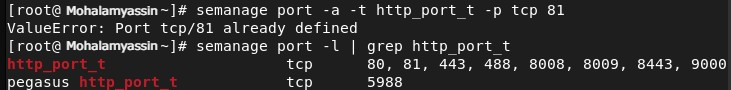 [root@ Mohalamyassin ~]# semanage port -a -t http_port_t -p tcp 81
ValueError: Port tcp/81 already defined
[root@ Mohalamyassin ~]# semanage port -l | grep http_port_t
http_port_t tcp 80, 81, 443, 488, 8008, 8009, 8443, 9000
pegasus http_port_t tcp 5988